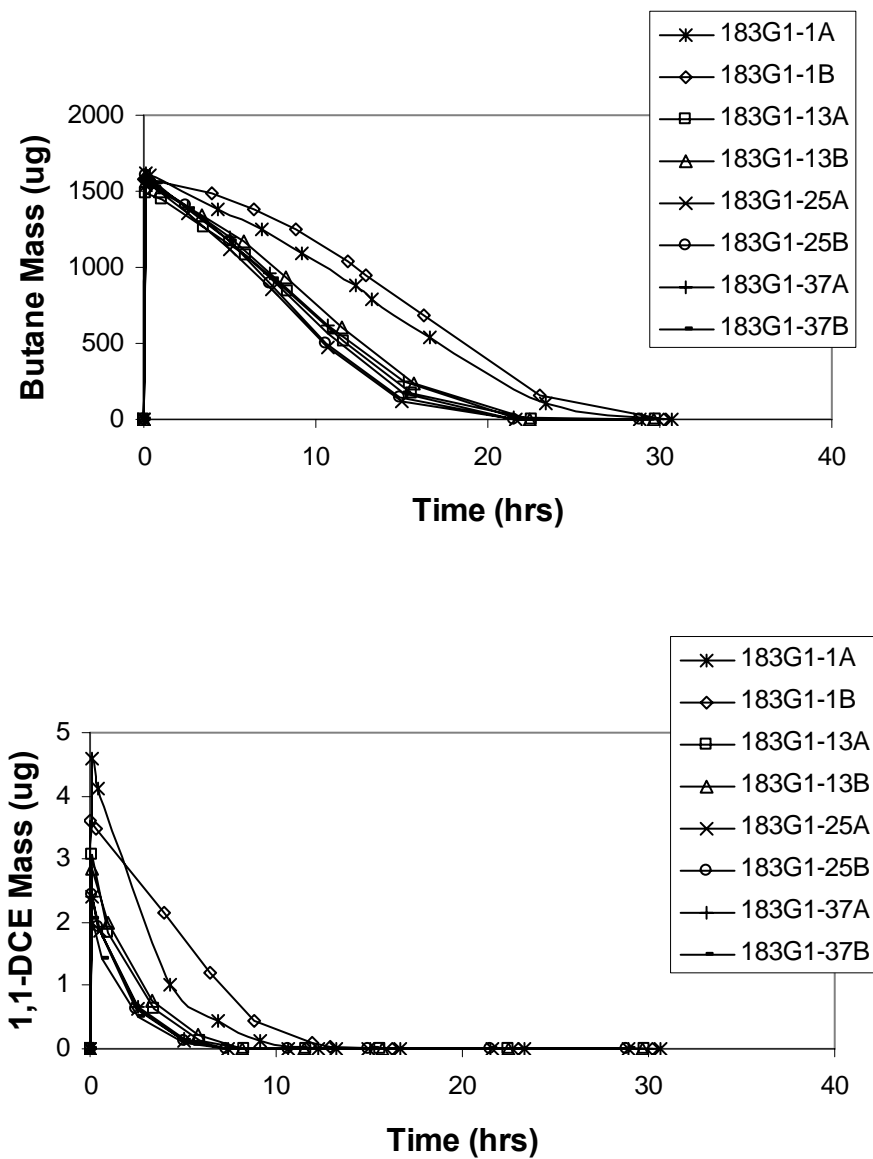 183G1-1A
183G1-1B
183G1-13A
183G1-13B
183G1-25A
183G1-25B
183G1-37A
183G1-37B
Butane Mass (ug)
2000
1500
1000
500
0
0 10 20 30 40
Time (hrs)
183G1-1A
183G1-1B
183G1-13A
183G1-13B
183G1-25A
183G1-25B
183G1-37A
183G1-37B
1,1-DCE Mass (ug)
5
4
3
2
1
0
0 10 20 30 40
Time (hrs)